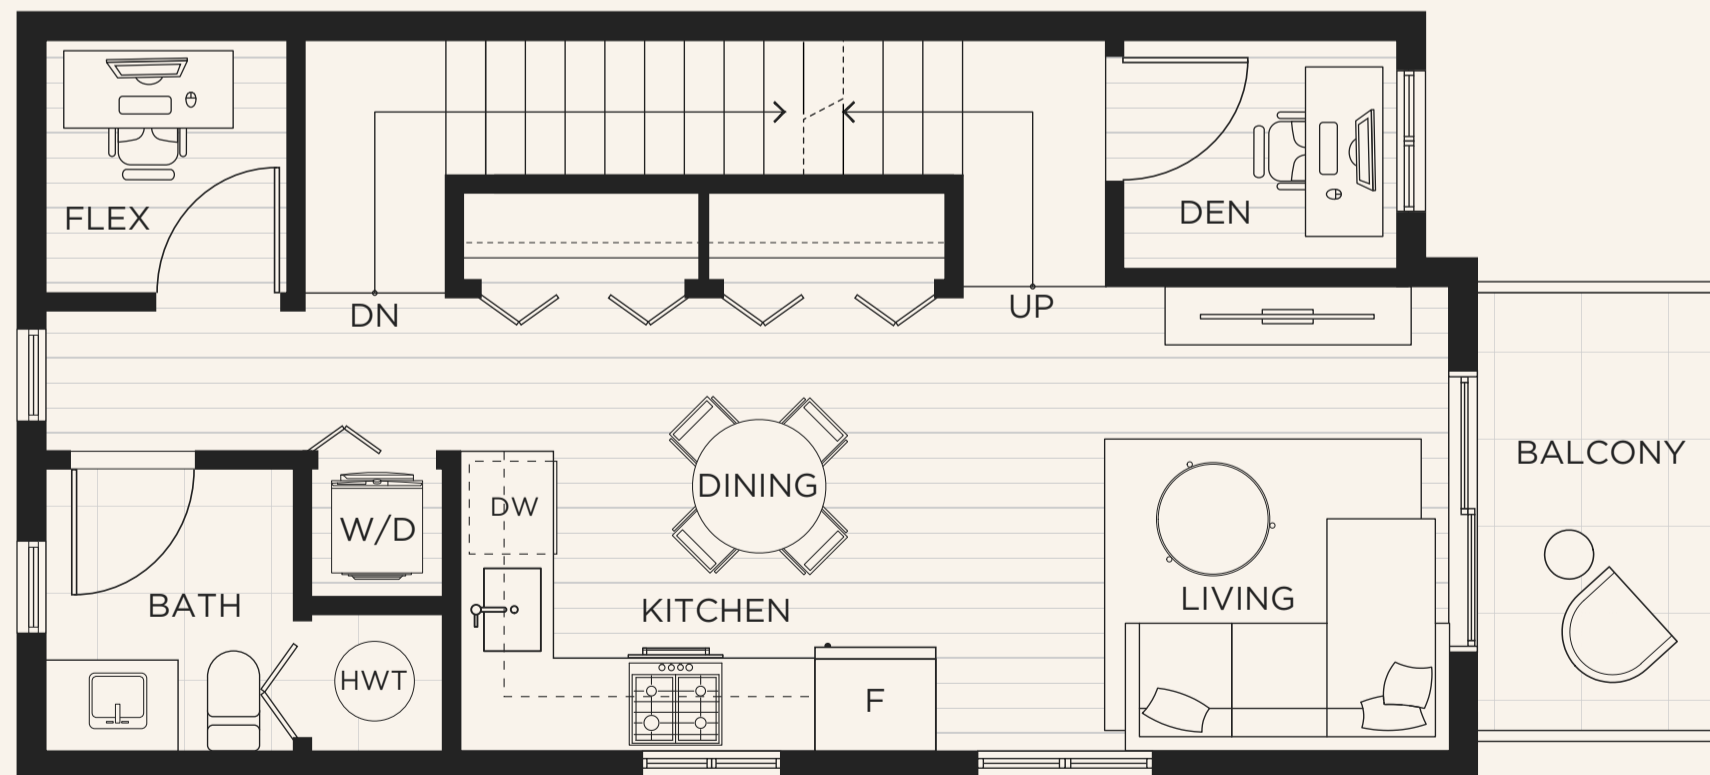 FLEX
DEN
DN
UP
BALCONY
DINING
DW
W/D
BATH
KITCHEN
LIVING
HWT
F